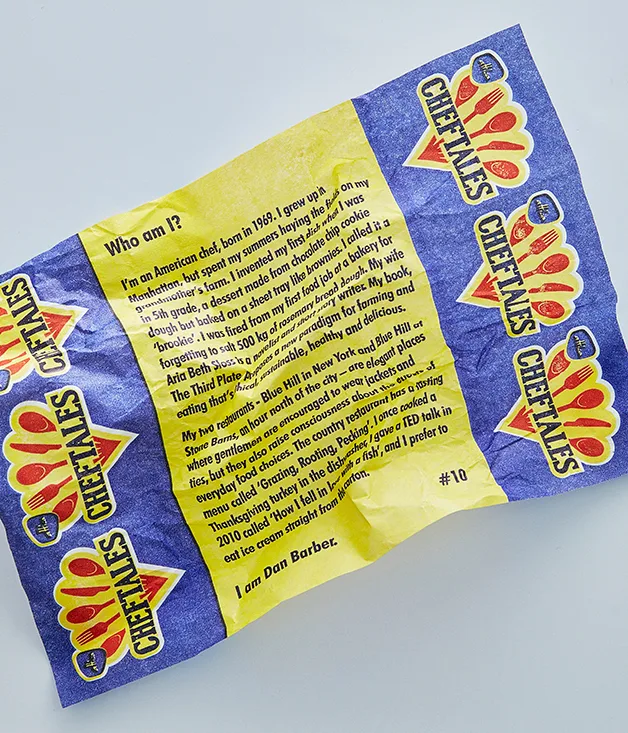 Who am I?
I'm an American chef, born in 1969. I grew up in
Manhattan, but spent my summers haying the fields on my
grandmother's farm. I invented my first dish when I was
in 5th grade, a dessert made from chocolate chip cookie
dough but baked on a sheet tray like brownies. I called it a
'brookie'. I was fired from my first food job at a bakery for
forgetting to salt 500 kg of rosemary bread dough. My wife
Aria Beth Sloss is a novelist and short story writer. My book,
The Third Plate proposes a new paradigm for farming and
eating that's ethical, sustainable, healthy and delicious.
My two restaurants - Blue Hill in New York and Blue Hill at
Stone Barns, an hour north of the city – are elegant places
where gentlemen are encouraged to wear jackets and
ties, but they also raise consciousness about the effects of
everyday food choices. The country restaurant has a tasting
menu called 'Grazing, Rooting, Pecking'. I once cooked a
Thanksgiving turkey in the dishwasher. I gave a TED talk in
2010 called 'How I fell in love with a fish', and I prefer to
eat ice cream straight from the carton.
#10
I am Dan Barber.
CHEFTALES
CHEFTALES
CHEFTALES
CHEFTALES
CHEFTALES
CHEFTALES